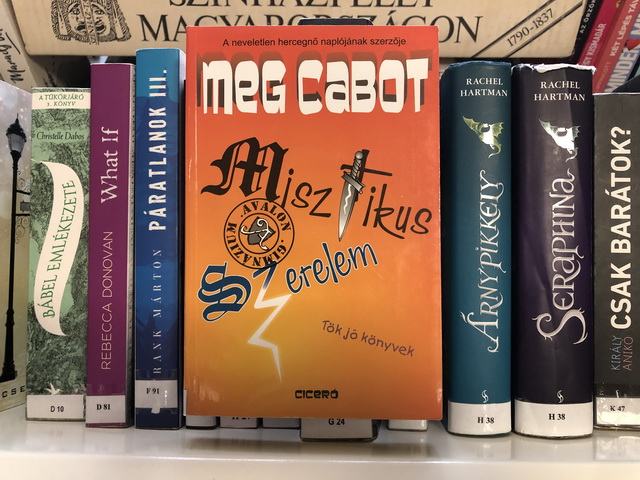 SZÍNHÁZI ÉLET
MAGYARORSZÁGON
1790-1837
A TÜKÖRJÁRÓ
3. KÖNYV
Christelle Dabos
BÁBEL EMLÉKEZETE
D 10
REBECCA DONOVAN What If
D 81
MÁRTON PÁRATLANOK III.
F 91
A neveletlen hercegnő naplójának szerzője
MEG CABOT
Misztikus
AVALON GIMNÁZIUM
Szerelem
Tök jó könyvek
CICERÓ
G 24
RACHEL
HARTMAN
ÁRNYPIKKELY
H 38
RACHEL
HARTMAN
SERAPHINA
H 38
KIRÁLY
ANIKÓ
CSAK BARÁTOK?
K 47